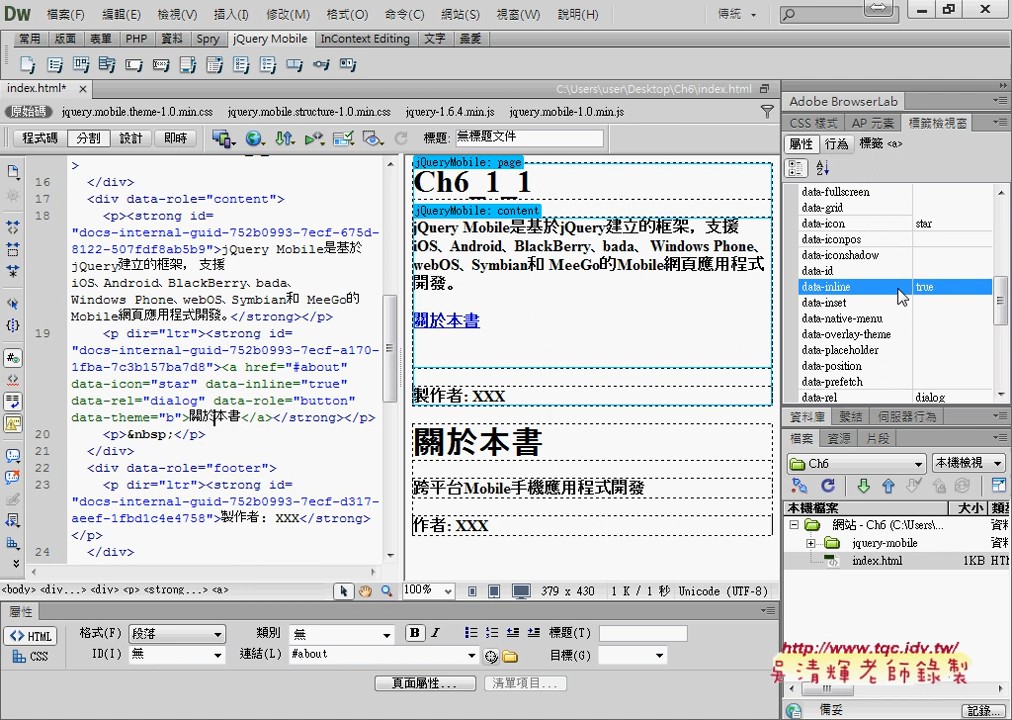 Dw 檔案(F) 編輯(E) 檢視(V) 插入(I) 修改(M) 格式(O) 命令(C) 網站(S) 視窗(W) 說明(H) 傳統
常用 版面 表單 PHP 資料 Spry jQuery Mobile InContext Editing 文字 最愛
index.html* × C:\Users\user\Desktop\Ch6\index.html
原始碼 jquery.mobile.theme-1.0.min.css jquery.mobile.structure-1.0.min.css jquery-1.6.4.min.js jquery.mobile-1.0.min.js
程式碼 分割 設計 即時 標題: 無標題文件
>
16 </div>
17 <div data-role="content">
18 <p><strong id=
"docs-internal-guid-752b0993-7ecf-675d-
8122-507fdf8ab5b9">jQuery Mobile是基於
jQuery建立的框架，支援
iOS、Android、BlackBerry、bada、
Windows Phone、webOS、Symbian和 MeeGo的
Mobile網頁應用程式開發。</strong></p>
19 <p dir="ltr"><strong id=
"docs-internal-guid-752b0993-7ecf-a170-
1fba-7c3b157ba7d8"><a href="#about"
data-icon="star" data-inline="true"
data-rel="dialog" data-role="button"
data-theme="b">關於本書</a></strong></p>
20 <p>&nbsp;</p>
21 </div>
22 <div data-role="footer">
23 <p dir="ltr"><strong id=
"docs-internal-guid-752b0993-7ecf-d317-
aeef-1fbd1c4e4758">製作者: XXX</strong>
</p>
24 </div>
jQueryMobile: page
Ch6_1_1
jQueryMobile: content
jQuery Mobile是基於jQuery建立的框架，支援
iOS、Android、BlackBerry、bada、Windows Phone、
webOS、Symbian和 MeeGo的Mobile網頁應用程式
開發。
關於本書
製作者: XXX
關於本書
跨平台Mobile手機應用程式開發
作者: XXX
<body> <div...> <div> <p> <strong...> <a> 100% 379 x 430 1 K / 1 秒 Unicode (UTF-8)
屬性
<> HTML 格式(F) 段落 類別 無 B I 標題(T)
CSS ID(I) 無 連結(L) #about 目標(G)
頁面屬性... 清單項目...
Adobe BrowserLab
CSS 樣式 AP 元素 標籤檢視窗
屬性 行為 標籤 <a>
data-fullscreen
data-grid
data-icon star
data-iconpos
data-iconshadow
data-id
data-inline true
data-inset
data-native-menu
data-overlay-theme
data-placeholder
data-position
data-prefetch
data-rel dialog
資料庫 繫結 伺服器行為
檔案 資源 片段
Ch6 本機檢視
本機檔案 大小 類
網站 - Ch6 (C:\Users\... 資料
jquery-mobile 資料
index.html 1KB HTM
http://www.tqc.idv.tw/
吳清輝老師錄製
備妥 記錄...